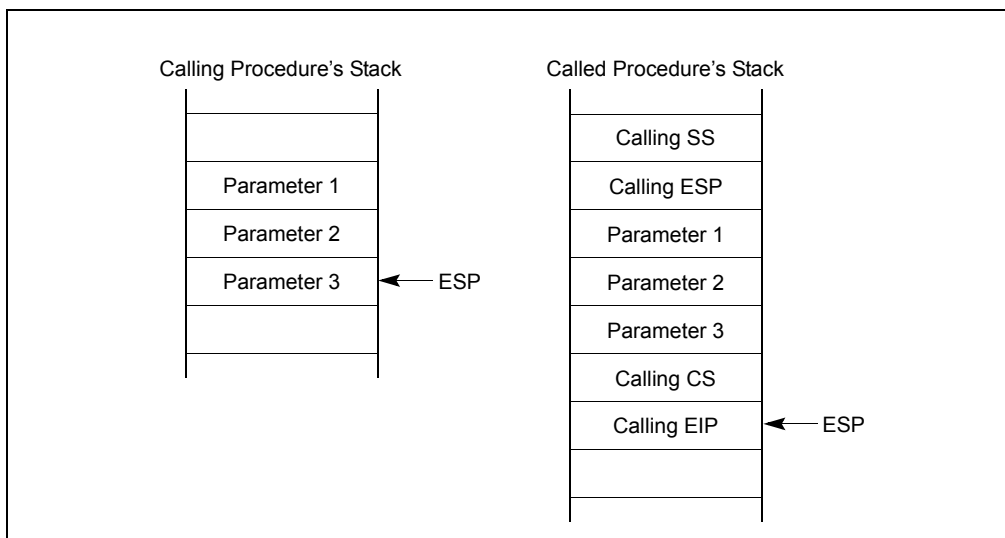 Calling Procedure’s Stack
Parameter 1
Parameter 2
Parameter 3
ESP
Called Procedure’s Stack
Calling SS
Calling ESP
Parameter 1
Parameter 2
Parameter 3
Calling CS
Calling EIP
ESP